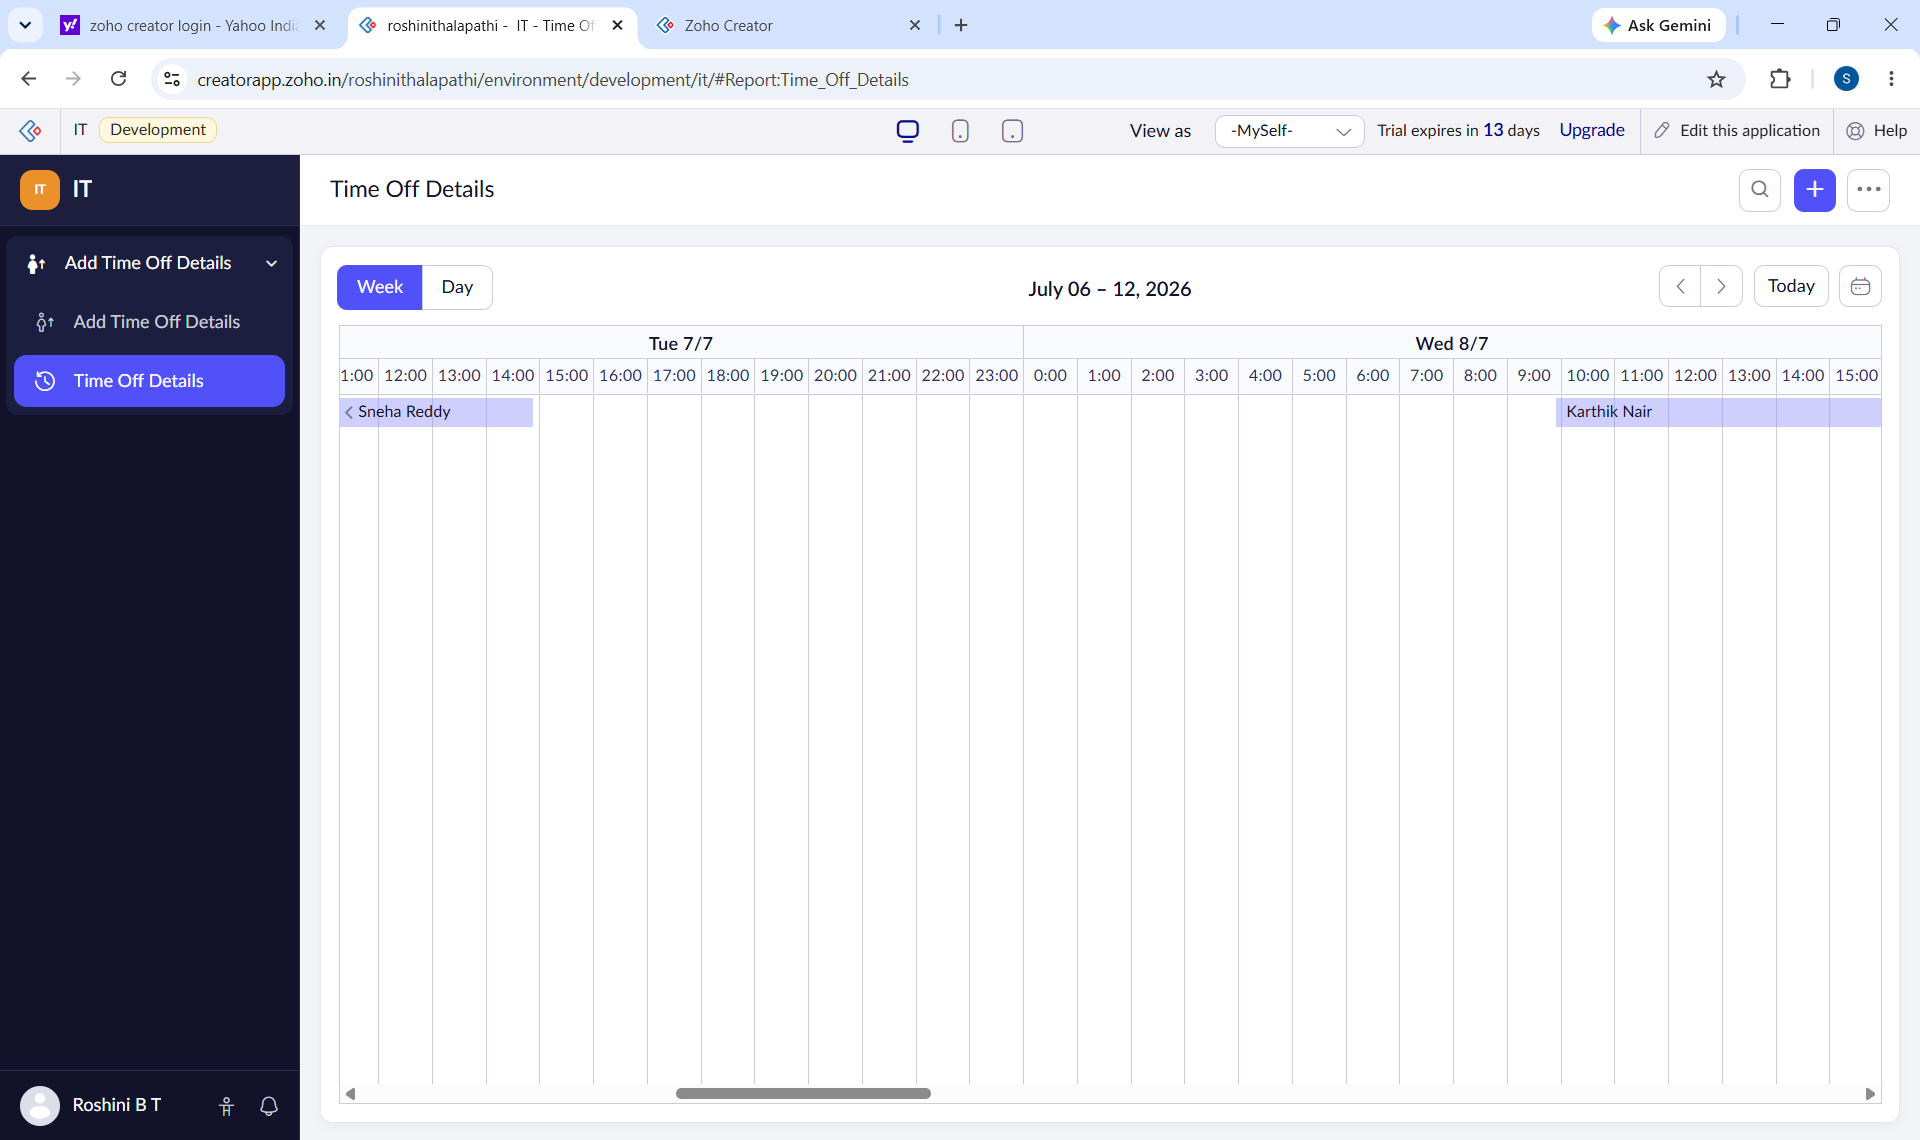 zoho creator login - Yahoo Indi
roshinithalapathi - IT - Time Of
Zoho Creator
Ask Gemini
creatorapp.zoho.in/roshinithalapathi/environment/development/it/#Report:Time_Off_Details
S
IT
Development
View as
-MySelf-
Trial expires in 13 days
Upgrade
Edit this application
Help
IT
IT
Add Time Off Details
Add Time Off Details
Time Off Details
Roshini B T
Time Off Details
Week
Day
July 06 – 12, 2026
Today
Tue 7/7
Wed 8/7
1:00 12:00 13:00 14:00 15:00 16:00 17:00 18:00 19:00 20:00 21:00 22:00 23:00 0:00 1:00 2:00 3:00 4:00 5:00 6:00 7:00 8:00 9:00 10:00 11:00 12:00 13:00 14:00 15:00
Sneha Reddy
Karthik Nair